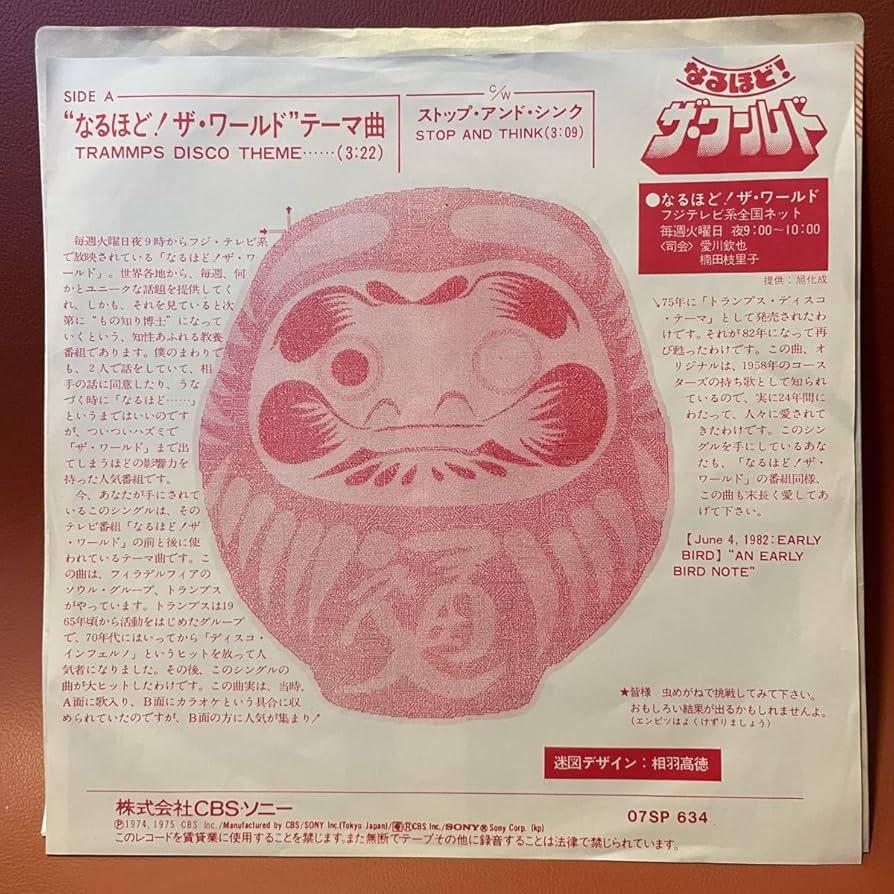 SIDE A
“なるほど!ザ・ワールド”テーマ曲
TRAMMPS DISCO THEME……(3:22)
C/W
ストップ・アンド・シンク
STOP AND THINK(3:09)
なるほど!
ザ・ワールド
●なるほど!ザ・ワールド
フジテレビ系全国ネット
毎週火曜日 夜9:00〜10:00
〈司会〉愛川欽也
楠田枝里子
提供:旭化成
毎週火曜日夜9時からフジ・テレビ系
で放映されている「なるほど!ザ・ワ
ールド」。世界各地から、毎週、何
かとユニークな話題を提供してく
れ、しかも、それを見ていると次
第に“もの知り博士”になって
いくという、知性あふれる教養
番組であります。僕のまわりで
も、2人で話をしていて、相
手の話に同意したり、うな
づく時に「なるほど……」
というまではいいのです
が、ついついハズミで
「ザ・ワールド」まで出
てしまうほどの影響力を
持った人気番組です。
今、あなたが手にされて
いるこのシングルは、その
テレビ番組「なるほど!ザ
・ワールド」の前と後に使
われているテーマ曲です。こ
の曲は、フィラデルフィアの
ソウル・グループ、トランプス
がやっています。トランプスは19
65年頃から活動をはじめたグループ
で、70年代にはいってから「ディスコ・
インフェルノ」というヒットを放って人
気者になりました。その後、このシングルの
曲が大ヒットしたわけです。この曲実は、当時、
A面に歌入り、B面にカラオケという具合に収
められていたのですが、B面の方に人気が集まり↗
↘75年に「トランプス・ディスコ
・テーマ」として発売されたわ
けです。それが82年になって再
び甦ったわけです。この曲、オ
リジナルは、1958年のコース
ターズの持ち歌として知られ
ているので、実に24年間に
わたって、人々に愛されて
きたわけです。このシン
グルを手にしているあな
たも、「なるほど!ザ・
ワールド」の番組同様、
この曲も末長く愛してあ
げて下さい。
【June 4, 1982:EARLY
BIRD】“AN EARLY
BIRD NOTE”
福
★皆様 虫めがねで挑戦してみて下さい。
おもしろい結果が出るかもしれませんよ。
(エンピツはよくけずりましょう)
迷図デザイン:相羽高徳
株式会社CBS・ソニー
Ⓟ1974, 1975 CBS Inc./Manufactured by CBS/SONY Inc.(Tokyo Japan)/ⓇCBS Inc./SONY®Sony Corp. (kp)
07SP 634
このレコードを賃貸業に使用することを禁じます。また無断でテープその他に録音することは法律で禁じられています。